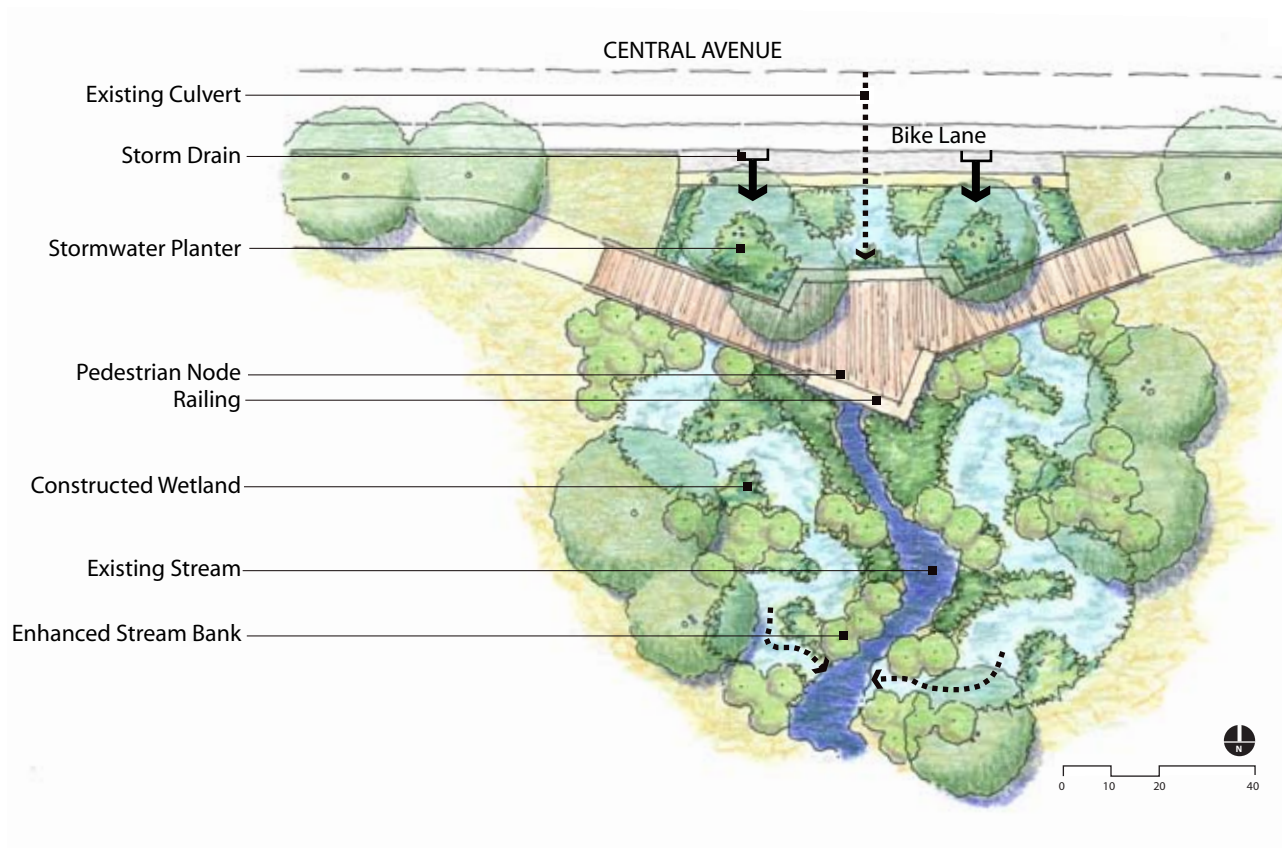 CENTRAL AVENUE
Existing Culvert
Storm Drain
Bike Lane
Stormwater Planter
Pedestrian Node
Railing
Constructed Wetland
Existing Stream
Enhanced Stream Bank
N
0 10 20 40